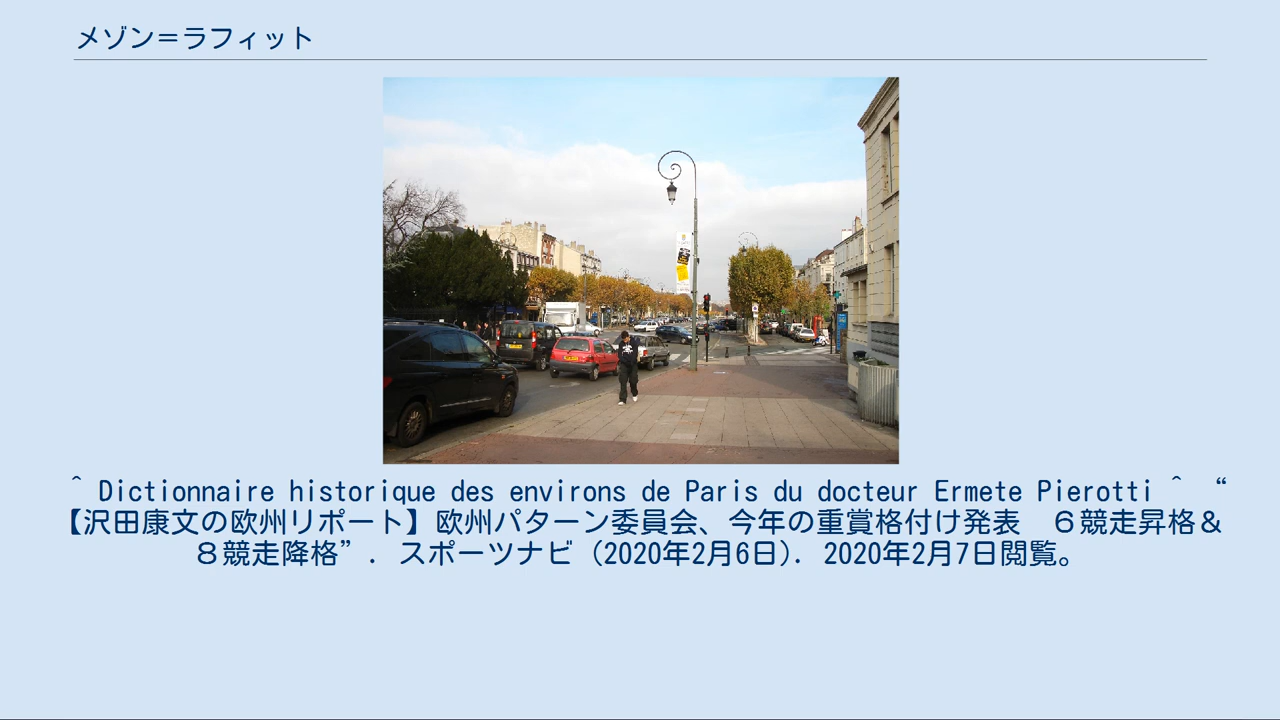 メゾン＝ラフィット
^ Dictionnaire historique des environs de Paris du docteur Ermete Pierotti ^ “
【沢田康文の欧州リポート】欧州パターン委員会、今年の重賞格付け発表　６競走昇格＆
８競走降格”. スポーツナビ (2020年2月6日). 2020年2月7日閲覧。